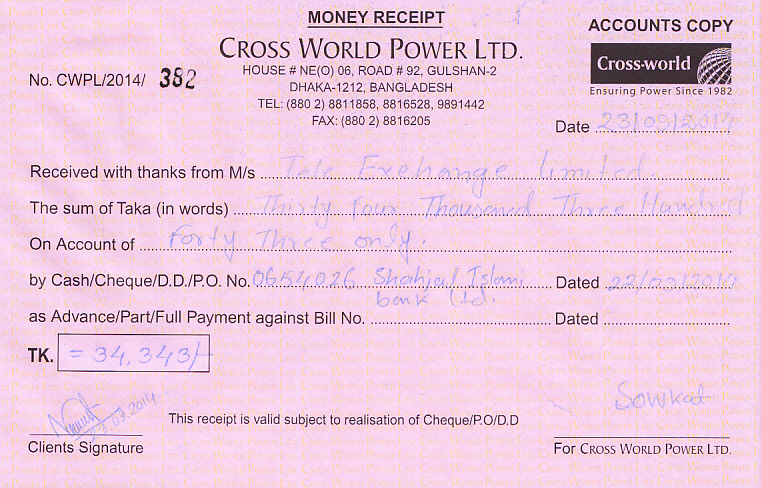 MONEY RECEIPT
ACCOUNTS COPY
CROSS WORLD POWER LTD.
Cross-world
Ensuring Power Since 1982
No. CWPL/2014/ 382
HOUSE # NE(O) 06, ROAD # 92, GULSHAN-2
DHAKA-1212, BANGLADESH
TEL: (880 2) 8811858, 8816528, 9891442
FAX: (880 2) 8816205
Date 23/09/2014
Received with thanks from M/s Tele Exchange Limited.
The sum of Taka (in words) Thirty Four Thousand Three Hundred
On Account of Forty Three only.
by Cash/Cheque/D.D./P.O. No. 0654026 Shahjal Islami Dated 22/09/2014
bank Ltd.
as Advance/Part/Full Payment against Bill No. Dated
TK. = 34,343/-
23.09.2014
Sowkat
This receipt is valid subject to realisation of Cheque/P.O/D.D
Clients Signature
For CROSS WORLD POWER LTD.